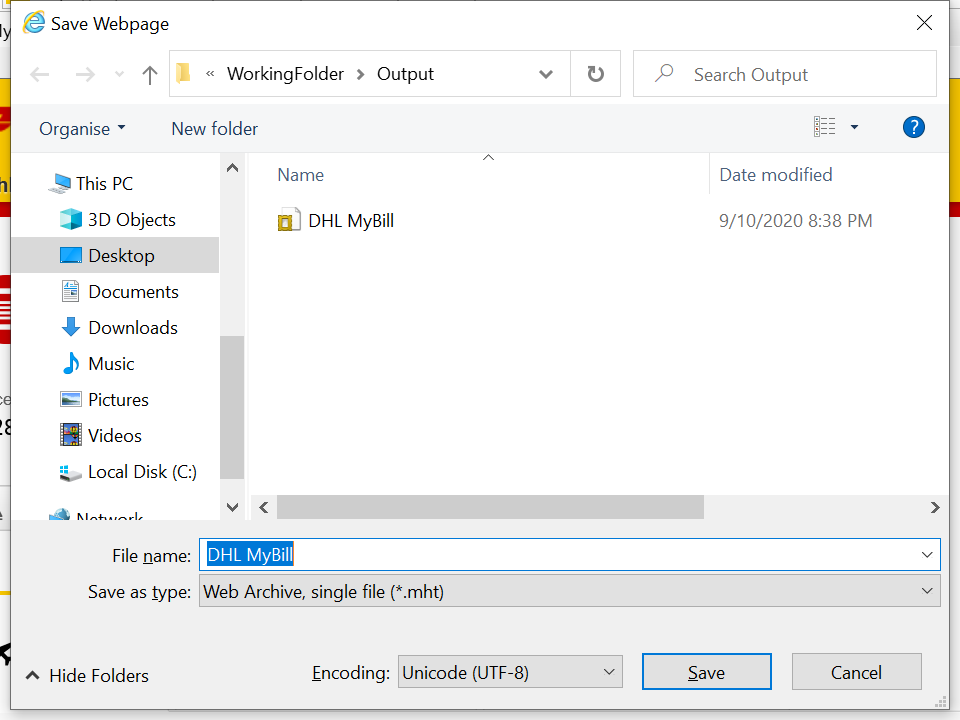 Save Webpage
« WorkingFolder > Output
Search Output
Organise
New folder
?
Name
Date modified
This PC
3D Objects
Desktop
Documents
Downloads
Music
Pictures
Videos
Local Disk (C:)
Network
DHL MyBill
9/10/2020 8:38 PM
File name:
DHL MyBill
Save as type:
Web Archive, single file (*.mht)
Hide Folders
Encoding:
Unicode (UTF-8)
Save
Cancel